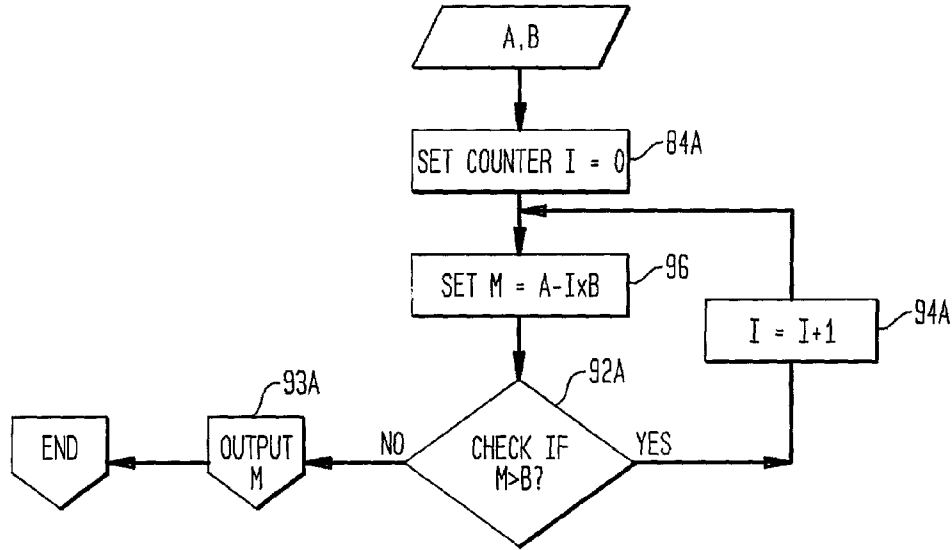 A,B
SET COUNTER I = 0
84A
SET M = A-IxB
96
I = I+1
94A
92A
CHECK IF
M>B?
YES
NO
93A
OUTPUT
M
END